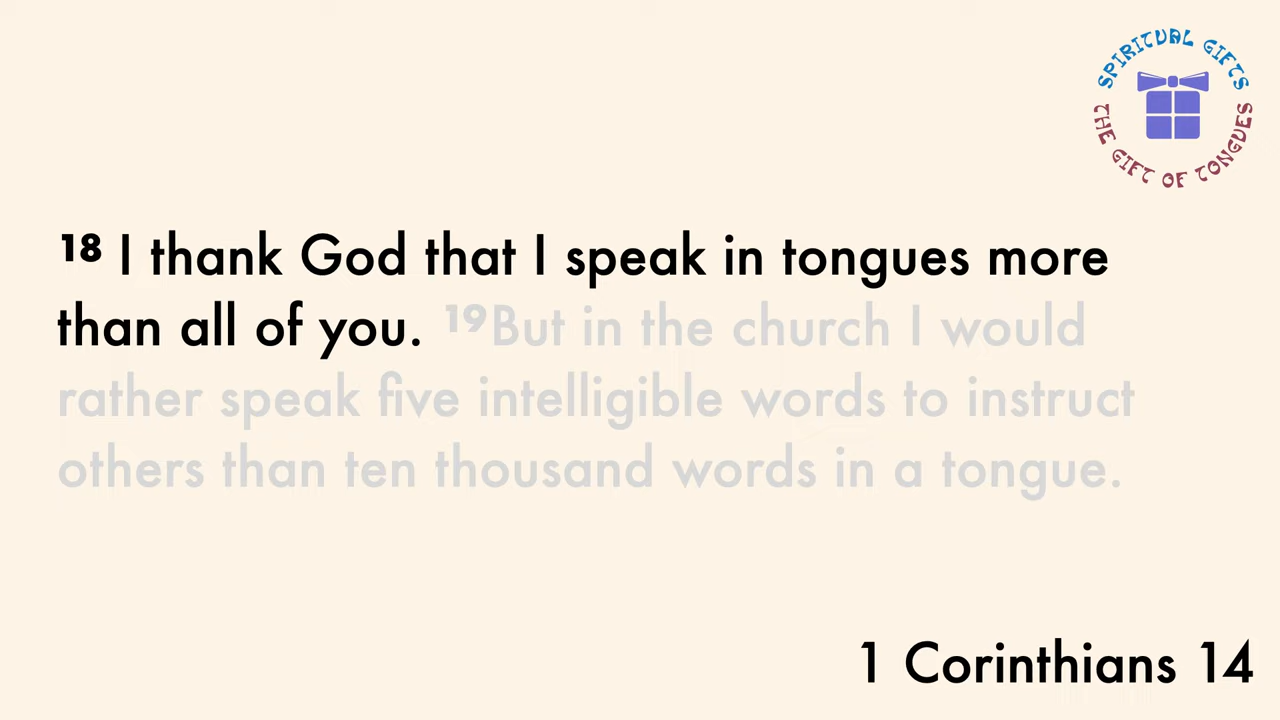 SPIRITUAL GIFTS
THE GIFT OF TONGUES
18 I thank God that I speak in tongues more
than all of you. 19But in the church I would
rather speak five intelligible words to instruct
others than ten thousand words in a tongue.
1 Corinthians 14